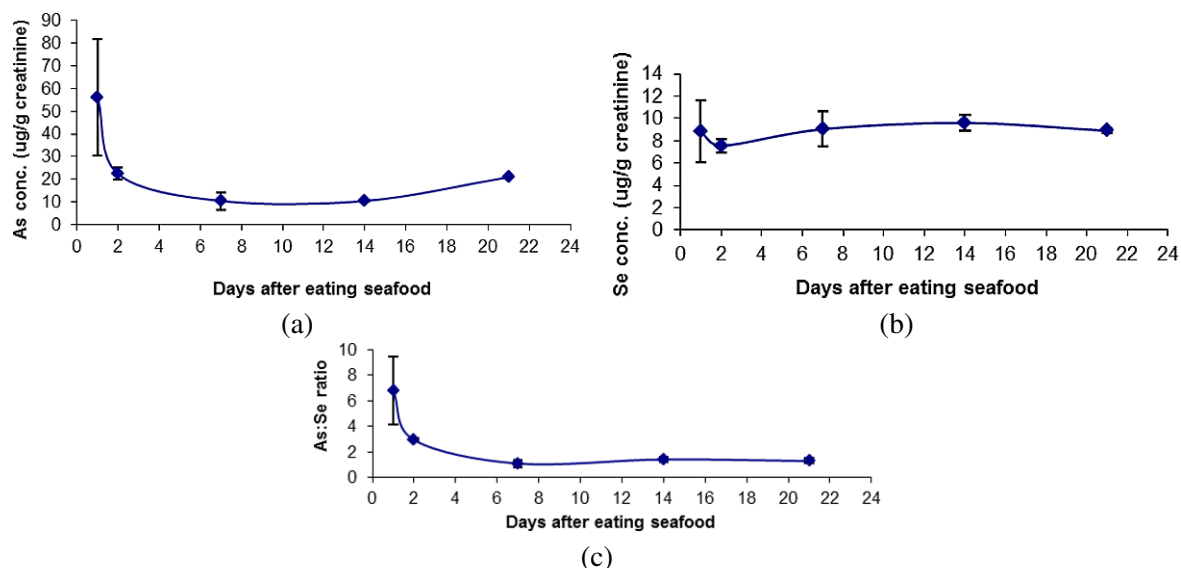 As conc. (ug/g creatinine)
90
80
70
60
50
40
30
20
10
0
0 2 4 6 8 10 12 14 16 18 20 22 24
Days after eating seafood
(a)
Se conc. (ug/g creatinine)
14
12
10
8
6
4
2
0
0 2 4 6 8 10 12 14 16 18 20 22 24
Days after eating seafood
(b)
As:Se ratio
10
8
6
4
2
0
0 2 4 6 8 10 12 14 16 18 20 22 24
Days after eating seafood
(c)